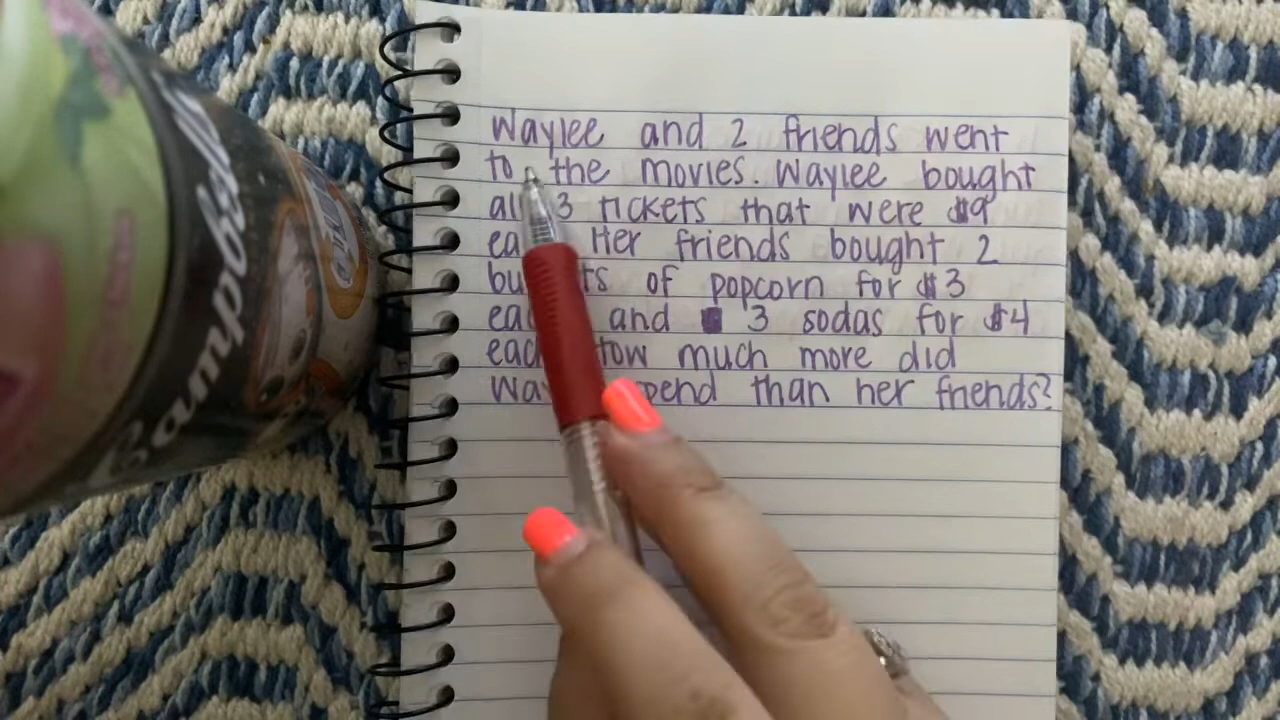 Waylee and 2 friends went
to the movies. Waylee bought
3 tickets that were $9
Her friends bought 2
of popcorn for $3
and 3 sodas for $4
much more did
than her friends?
Campbell's